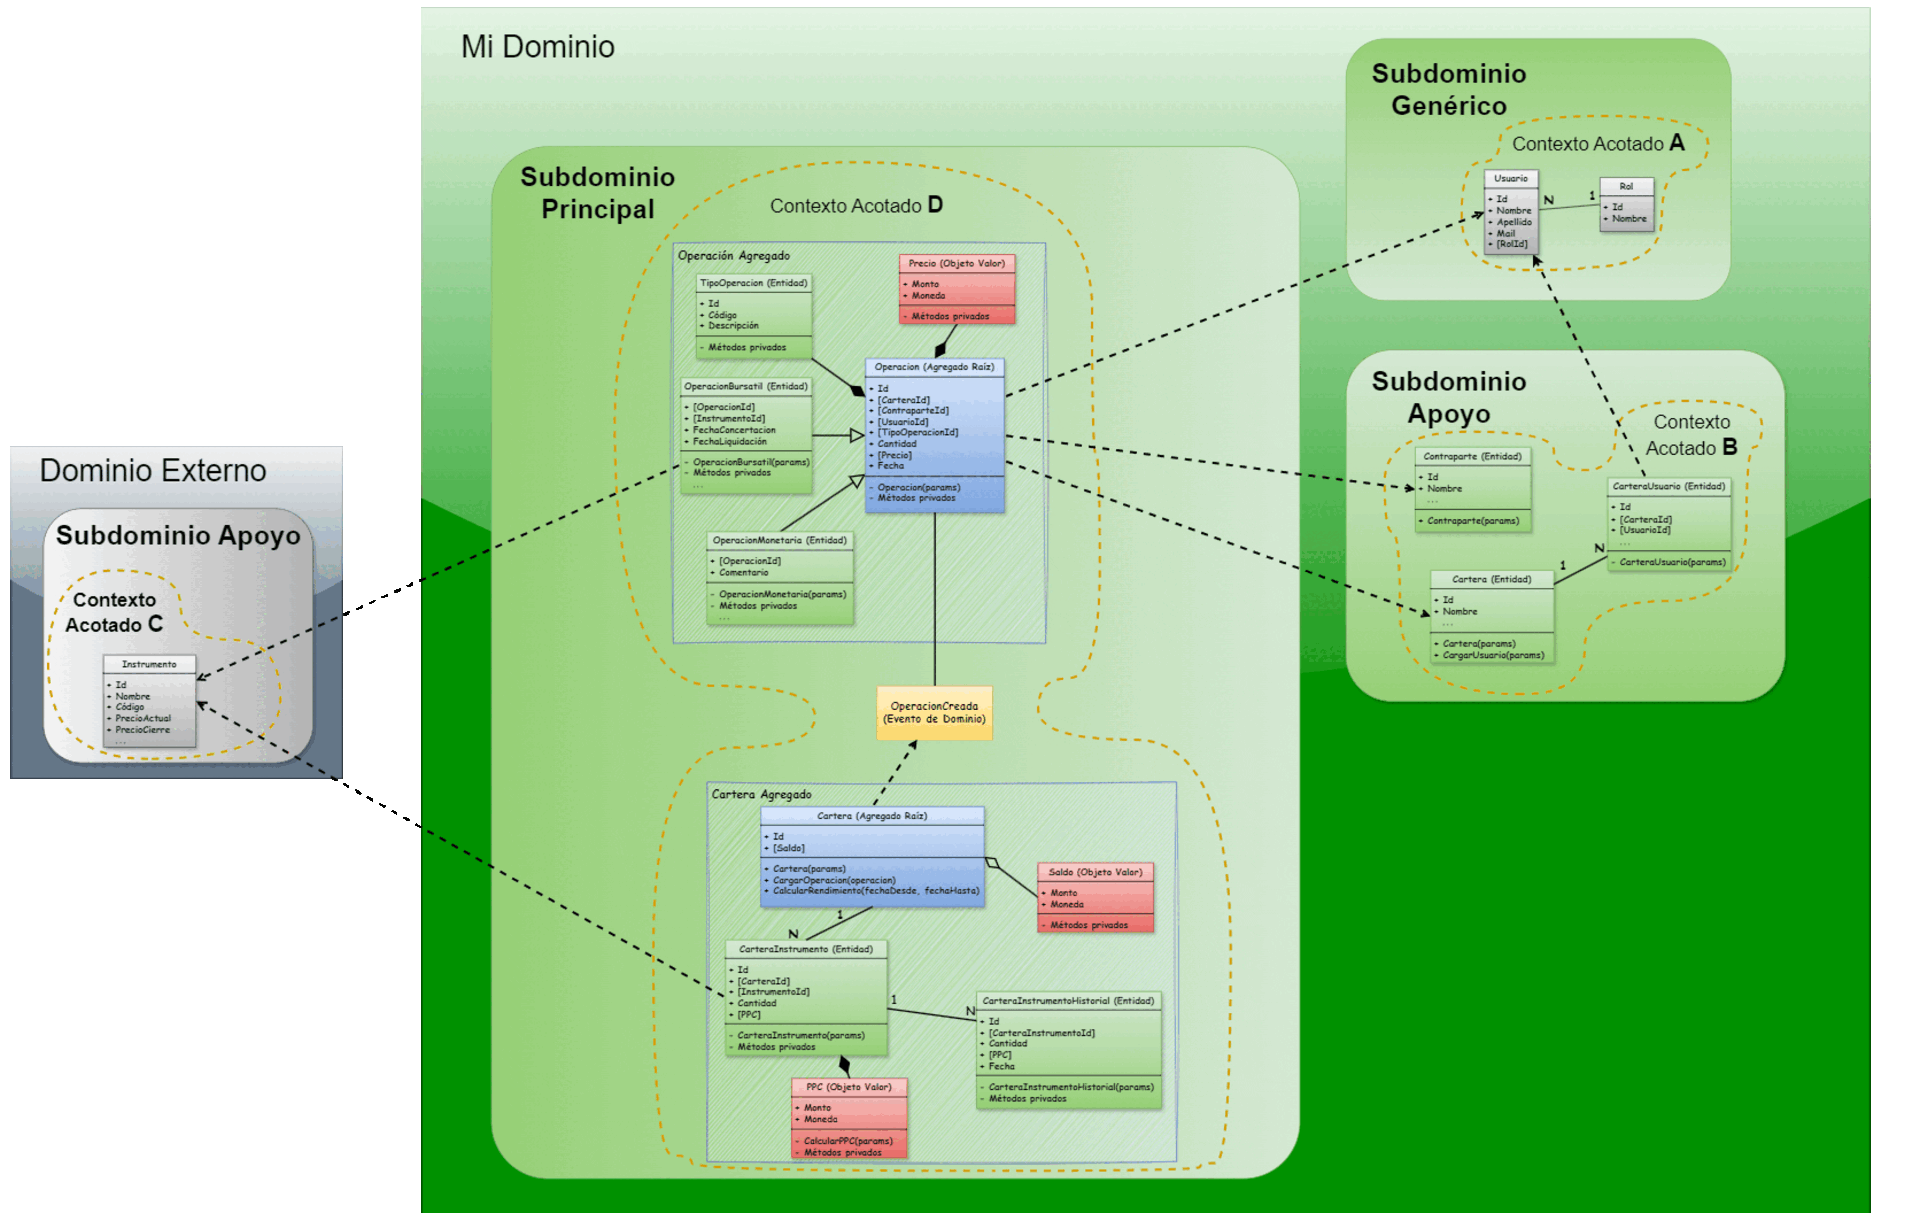 Mi Dominio
Subdominio
Genérico
Contexto Acotado A
Usuario
+ Id
+ Nombre
+ Apellido
+ Mail
+ [RolId]
N
1
Rol
+ Id
+ Nombre
Subdominio
Principal
Contexto Acotado D
Operación Agregado
TipoOperacion (Entidad)
+ Id
+ Código
+ Descripción
- Métodos privados
Precio (Objeto Valor)
+ Monto
+ Moneda
- Métodos privados
Operacion (Agregado Raíz)
+ Id
+ [CarteraId]
+ [ContraparteId]
+ [UsuarioId]
+ [TipoOperacionId]
+ Cantidad
+ [Precio]
+ Fecha
- Operacion(params)
- Métodos privados
OperacionBursatil (Entidad)
+ [OperacionId]
+ [InstrumentoId]
+ FechaConcertacion
+ FechaLiquidación
- OperacionBursatil(params)
- Métodos privados
...
OperacionMonetaria (Entidad)
+ [OperacionId]
+ Comentario
- OperacionMonetaria(params)
- Métodos privados
...
Subdominio
Apoyo
Contexto
Acotado B
Contraparte (Entidad)
+ Id
+ Nombre
...
+ Contraparte(params)
CarteraUsuario (Entidad)
+ Id
+ [CarteraId]
+ [UsuarioId]
...
- CarteraUsuario(params)
N
1
Cartera (Entidad)
+ Id
+ Nombre
...
+ Cartera(params)
+ CargarUsuario(params)
Dominio Externo
Subdominio Apoyo
Contexto
Acotado C
Instrumento
+ Id
+ Nombre
+ Código
+ PrecioActual
+ PrecioCierre
...
OperacionCreada
(Evento de Dominio)
Cartera Agregado
Cartera (Agregado Raíz)
+ Id
+ [Saldo]
+ Cartera(params)
+ CargarOperacion(operacion)
+ CalcularRendimiento(fechaDesde, fechaHasta)
Saldo (Objeto Valor)
+ Monto
+ Moneda
- Métodos privados
1
N
CarteraInstrumento (Entidad)
+ Id
+ [CarteraId]
+ [InstrumentoId]
+ Cantidad
+ [PPC]
- CarteraInstrumento(params)
- Métodos privados
1
N
CarteraInstrumentoHistorial (Entidad)
+ Id
+ [CarteraInstrumentoId]
+ Cantidad
+ [PPC]
+ Fecha
- CarteraInstrumentoHistorial(params)
- Métodos privados
PPC (Objeto Valor)
+ Monto
+ Moneda
- CalcularPPC(params)
- Métodos privados